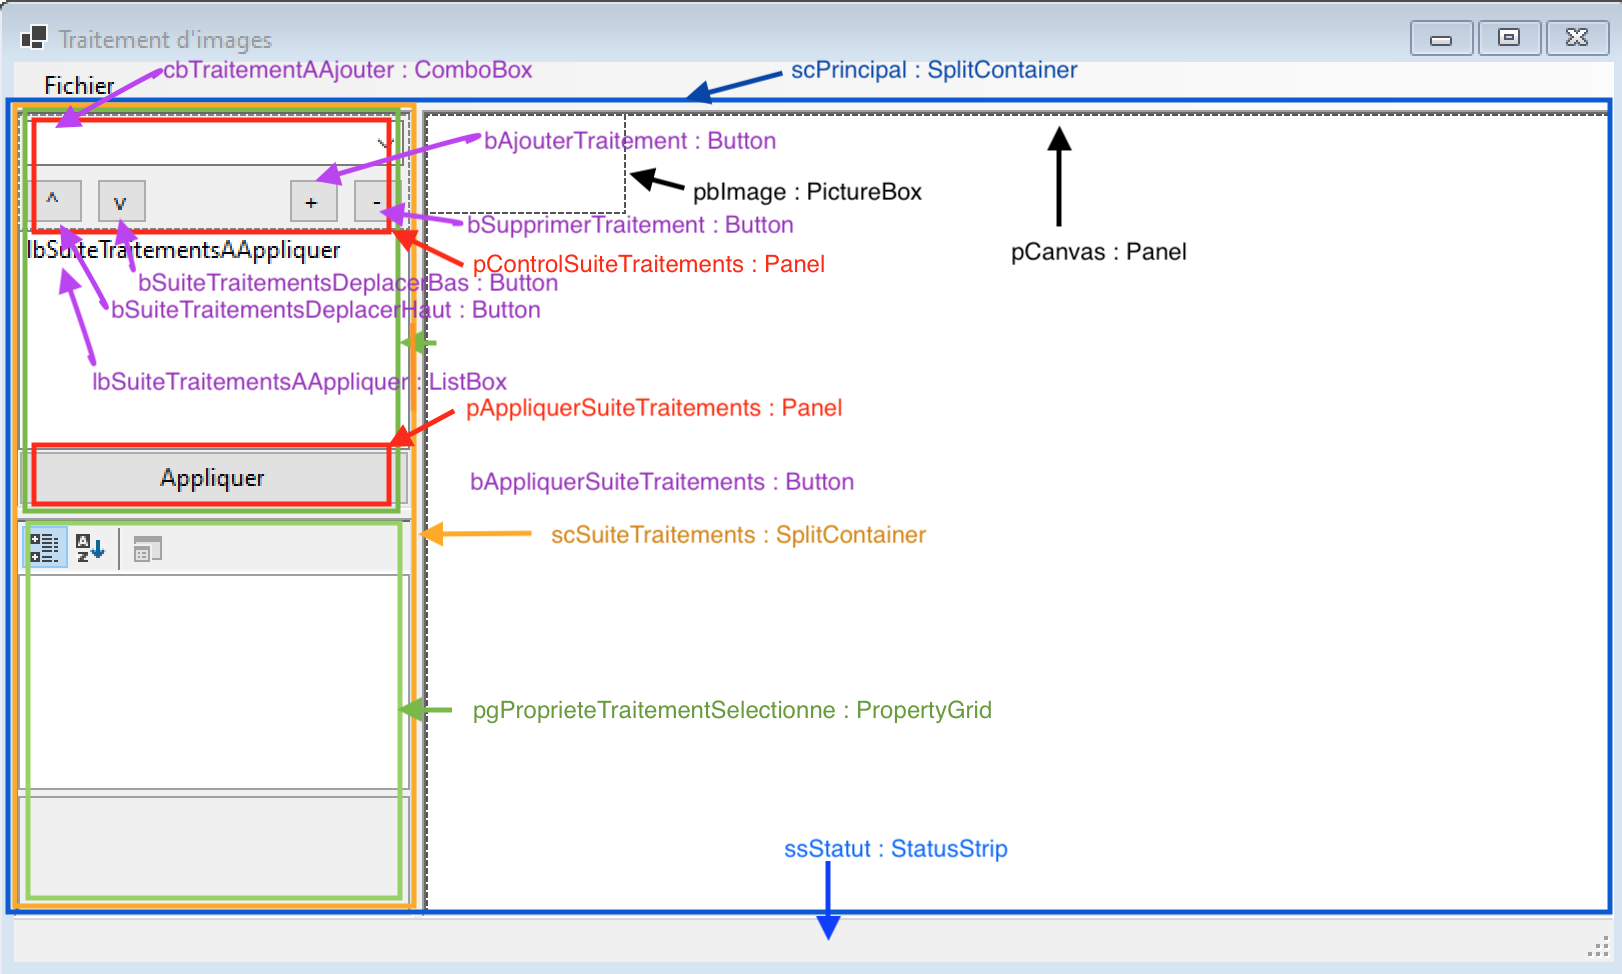 Traitement d'images
Fichier
cbTraitementAAjouter : ComboBox
scPrincipal : SplitContainer
bAjouterTraitement : Button
pbImage : PictureBox
^ v + -
bSupprimerTraitement : Button
lbSuiteTraitementsAAppliquer
pCanvas : Panel
pControlSuiteTraitements : Panel
bSuiteTraitementsDeplacerBas : Button
bSuiteTraitementsDeplacerHaut : Button
lbSuiteTraitementsAAppliquer : ListBox
pAppliquerSuiteTraitements : Panel
Appliquer
bAppliquerSuiteTraitements : Button
scSuiteTraitements : SplitContainer
A
Z
pgProprieteTraitementSelectionne : PropertyGrid
ssStatut : StatusStrip